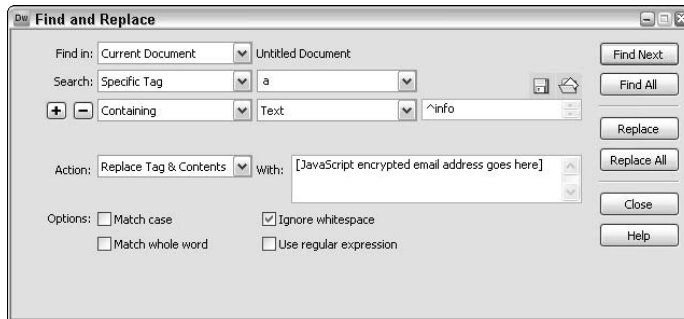 Dw Find and Replace
Find in: Current Document Untitled Document Find Next
Search: Specific Tag a Find All
Containing Text ^info
Replace
Action: Replace Tag & Contents With: [JavaScript encrypted email address goes here] Replace All
Close
Options: Match case Ignore whitespace
Help
Match whole word Use regular expression